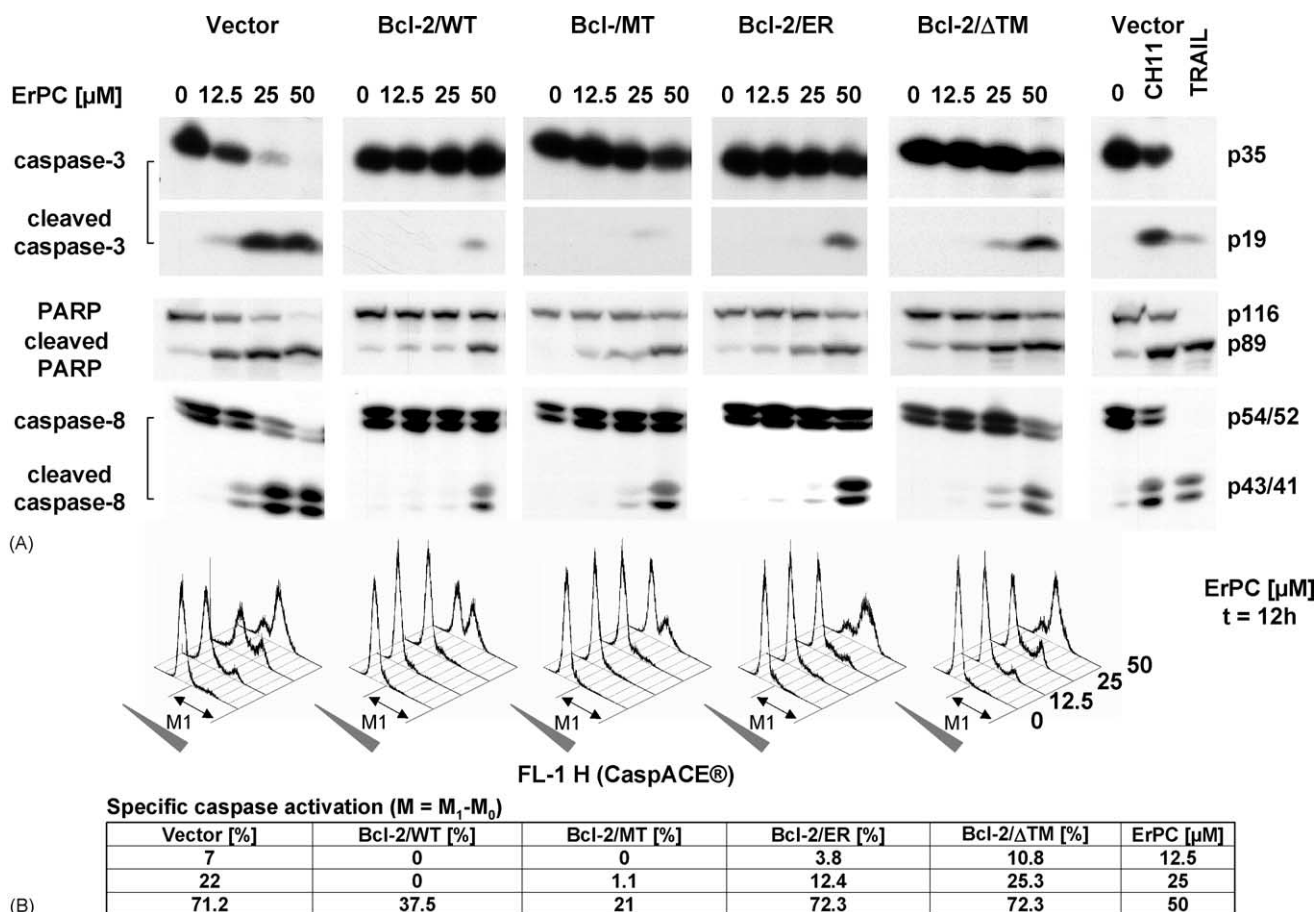 (A)
Vector Bcl-2/WT Bcl-/MT Bcl-2/ER Bcl-2/ΔTM Vector
ErPC [µM] 0 12.5 25 50 0 12.5 25 50 0 12.5 25 50 0 12.5 25 50 0 12.5 25 50 0 CH11 TRAIL
caspase-3 p35
cleaved
caspase-3 p19
PARP p116
cleaved
PARP p89
caspase-8 p54/52
cleaved
caspase-8 p43/41
(A)
ErPC [µM]
t = 12h
M1 M1 M1 M1 M1 0 12.5 25 50
FL-1 H (CaspACE®)
Specific caspase activation (M = M₁-M₀)
Vector [%] Bcl-2/WT [%] Bcl-2/MT [%] Bcl-2/ER [%] Bcl-2/ΔTM [%] ErPC [µM]
7 0 0 3.8 10.8 12.5
22 0 1.1 12.4 25.3 25
(B) 71.2 37.5 21 72.3 72.3 50